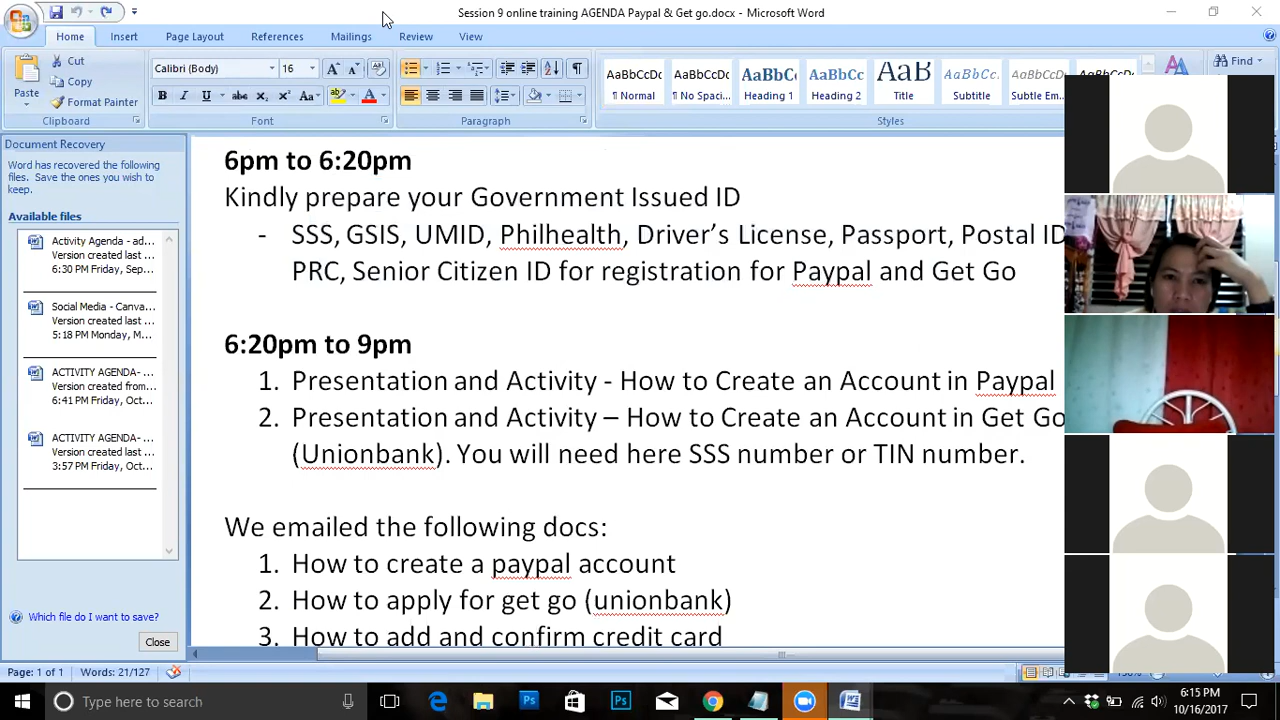 Session 9 online training AGENDA Paypal & Get go.docx - Microsoft Word
Home Insert Page Layout References Mailings Review View
Paste
Cut
Copy
Format Painter
Clipboard
Calibri (Body) 16
Font
Paragraph
AaBbCcDc AaBbCcDc AaBbCc AaBbCc AaB AaBbCcL AaBbCcDc AaBbCcDc
¶ Normal ¶ No Spaci... Heading 1 Heading 2 Title Subtitle Subtle Em...
Styles
Find
Document Recovery
Word has recovered the following
files. Save the ones you wish to
keep.
Available files
Activity Agenda - ad...
Version created last ...
6:30 PM Friday, Sep...
Social Media - Canva...
Version created last ...
5:18 PM Monday, M...
ACTIVITY AGENDA-...
Version created from...
6:41 PM Friday, Oct...
ACTIVITY AGENDA-...
Version created last ...
3:57 PM Friday, Oct...
Which file do I want to save?
Close
6pm to 6:20pm
Kindly prepare your Government Issued ID
- SSS, GSIS, UMID, Philhealth, Driver’s License, Passport, Postal ID
PRC, Senior Citizen ID for registration for Paypal and Get Go
6:20pm to 9pm
1. Presentation and Activity - How to Create an Account in Paypal
2. Presentation and Activity – How to Create an Account in Get Go
(Unionbank). You will need here SSS number or TIN number.
We emailed the following docs:
1. How to create a paypal account
2. How to apply for get go (unionbank)
3. How to add and confirm credit card
Page: 1 of 1 Words: 21/127
Type here to search
6:15 PM
10/16/2017